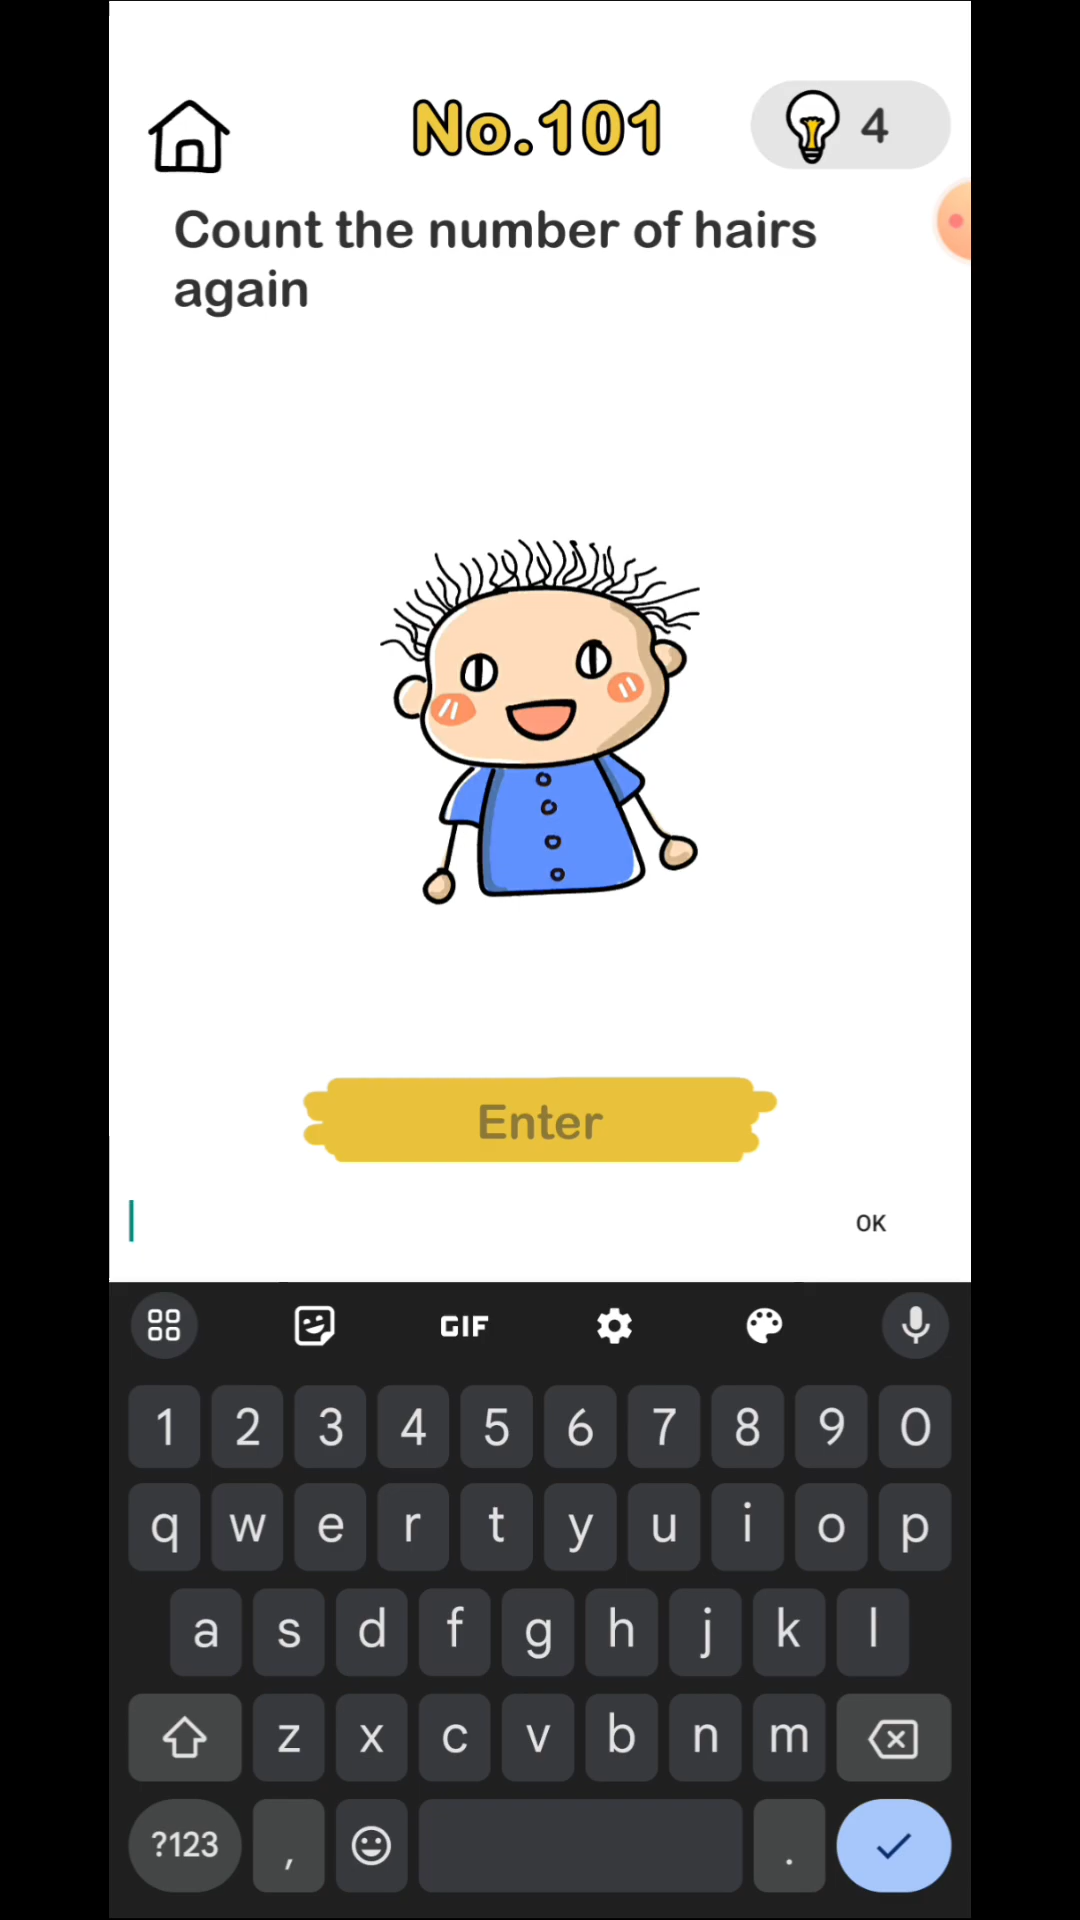 No.101
4
Count the number of hairs
again
Enter
OK
GIF
1 2 3 4 5 6 7 8 9 0
q w e r t y u i o p
a s d f g h j k l
z x c v b n m
?123 , .